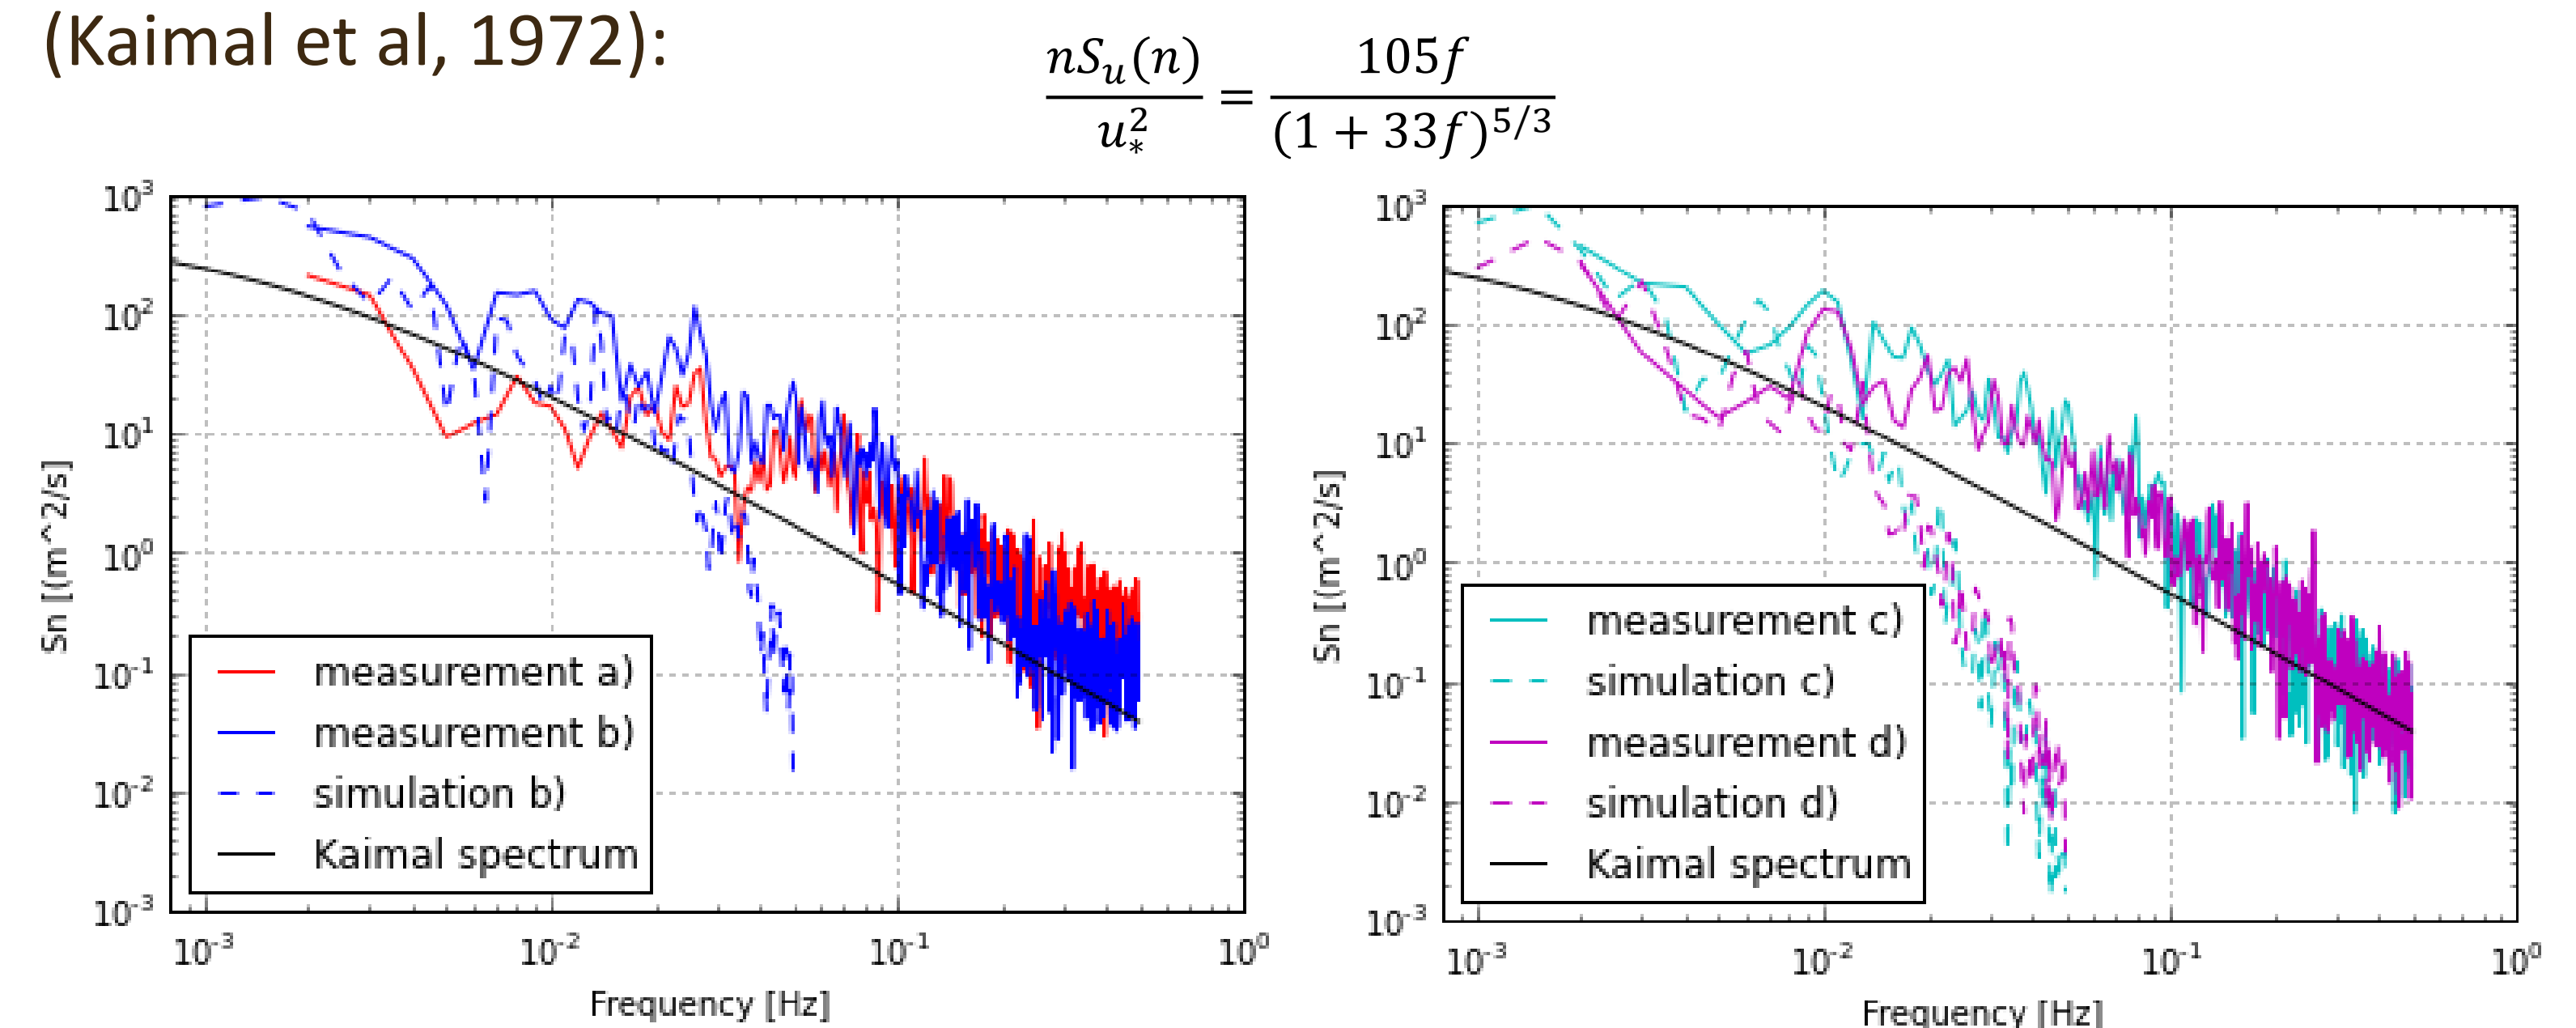 (Kaimal et al, 1972):
nS_u(n) / u_*^2 = 105f / (1 + 33f)^{5/3}
10^3
10^2
10^1
10^0
10^-1
10^-2
10^-3
Sn [(m^2/s]
measurement a)
measurement b)
simulation b)
Kaimal spectrum
10^-3 10^-2 10^-1 10^0
Frequency [Hz]
10^3
10^2
10^1
10^0
10^-1
10^-2
10^-3
Sn [(m^2/s]
measurement c)
simulation c)
measurement d)
simulation d)
Kaimal spectrum
10^-3 10^-2 10^-1 10^0
Frequency [Hz]